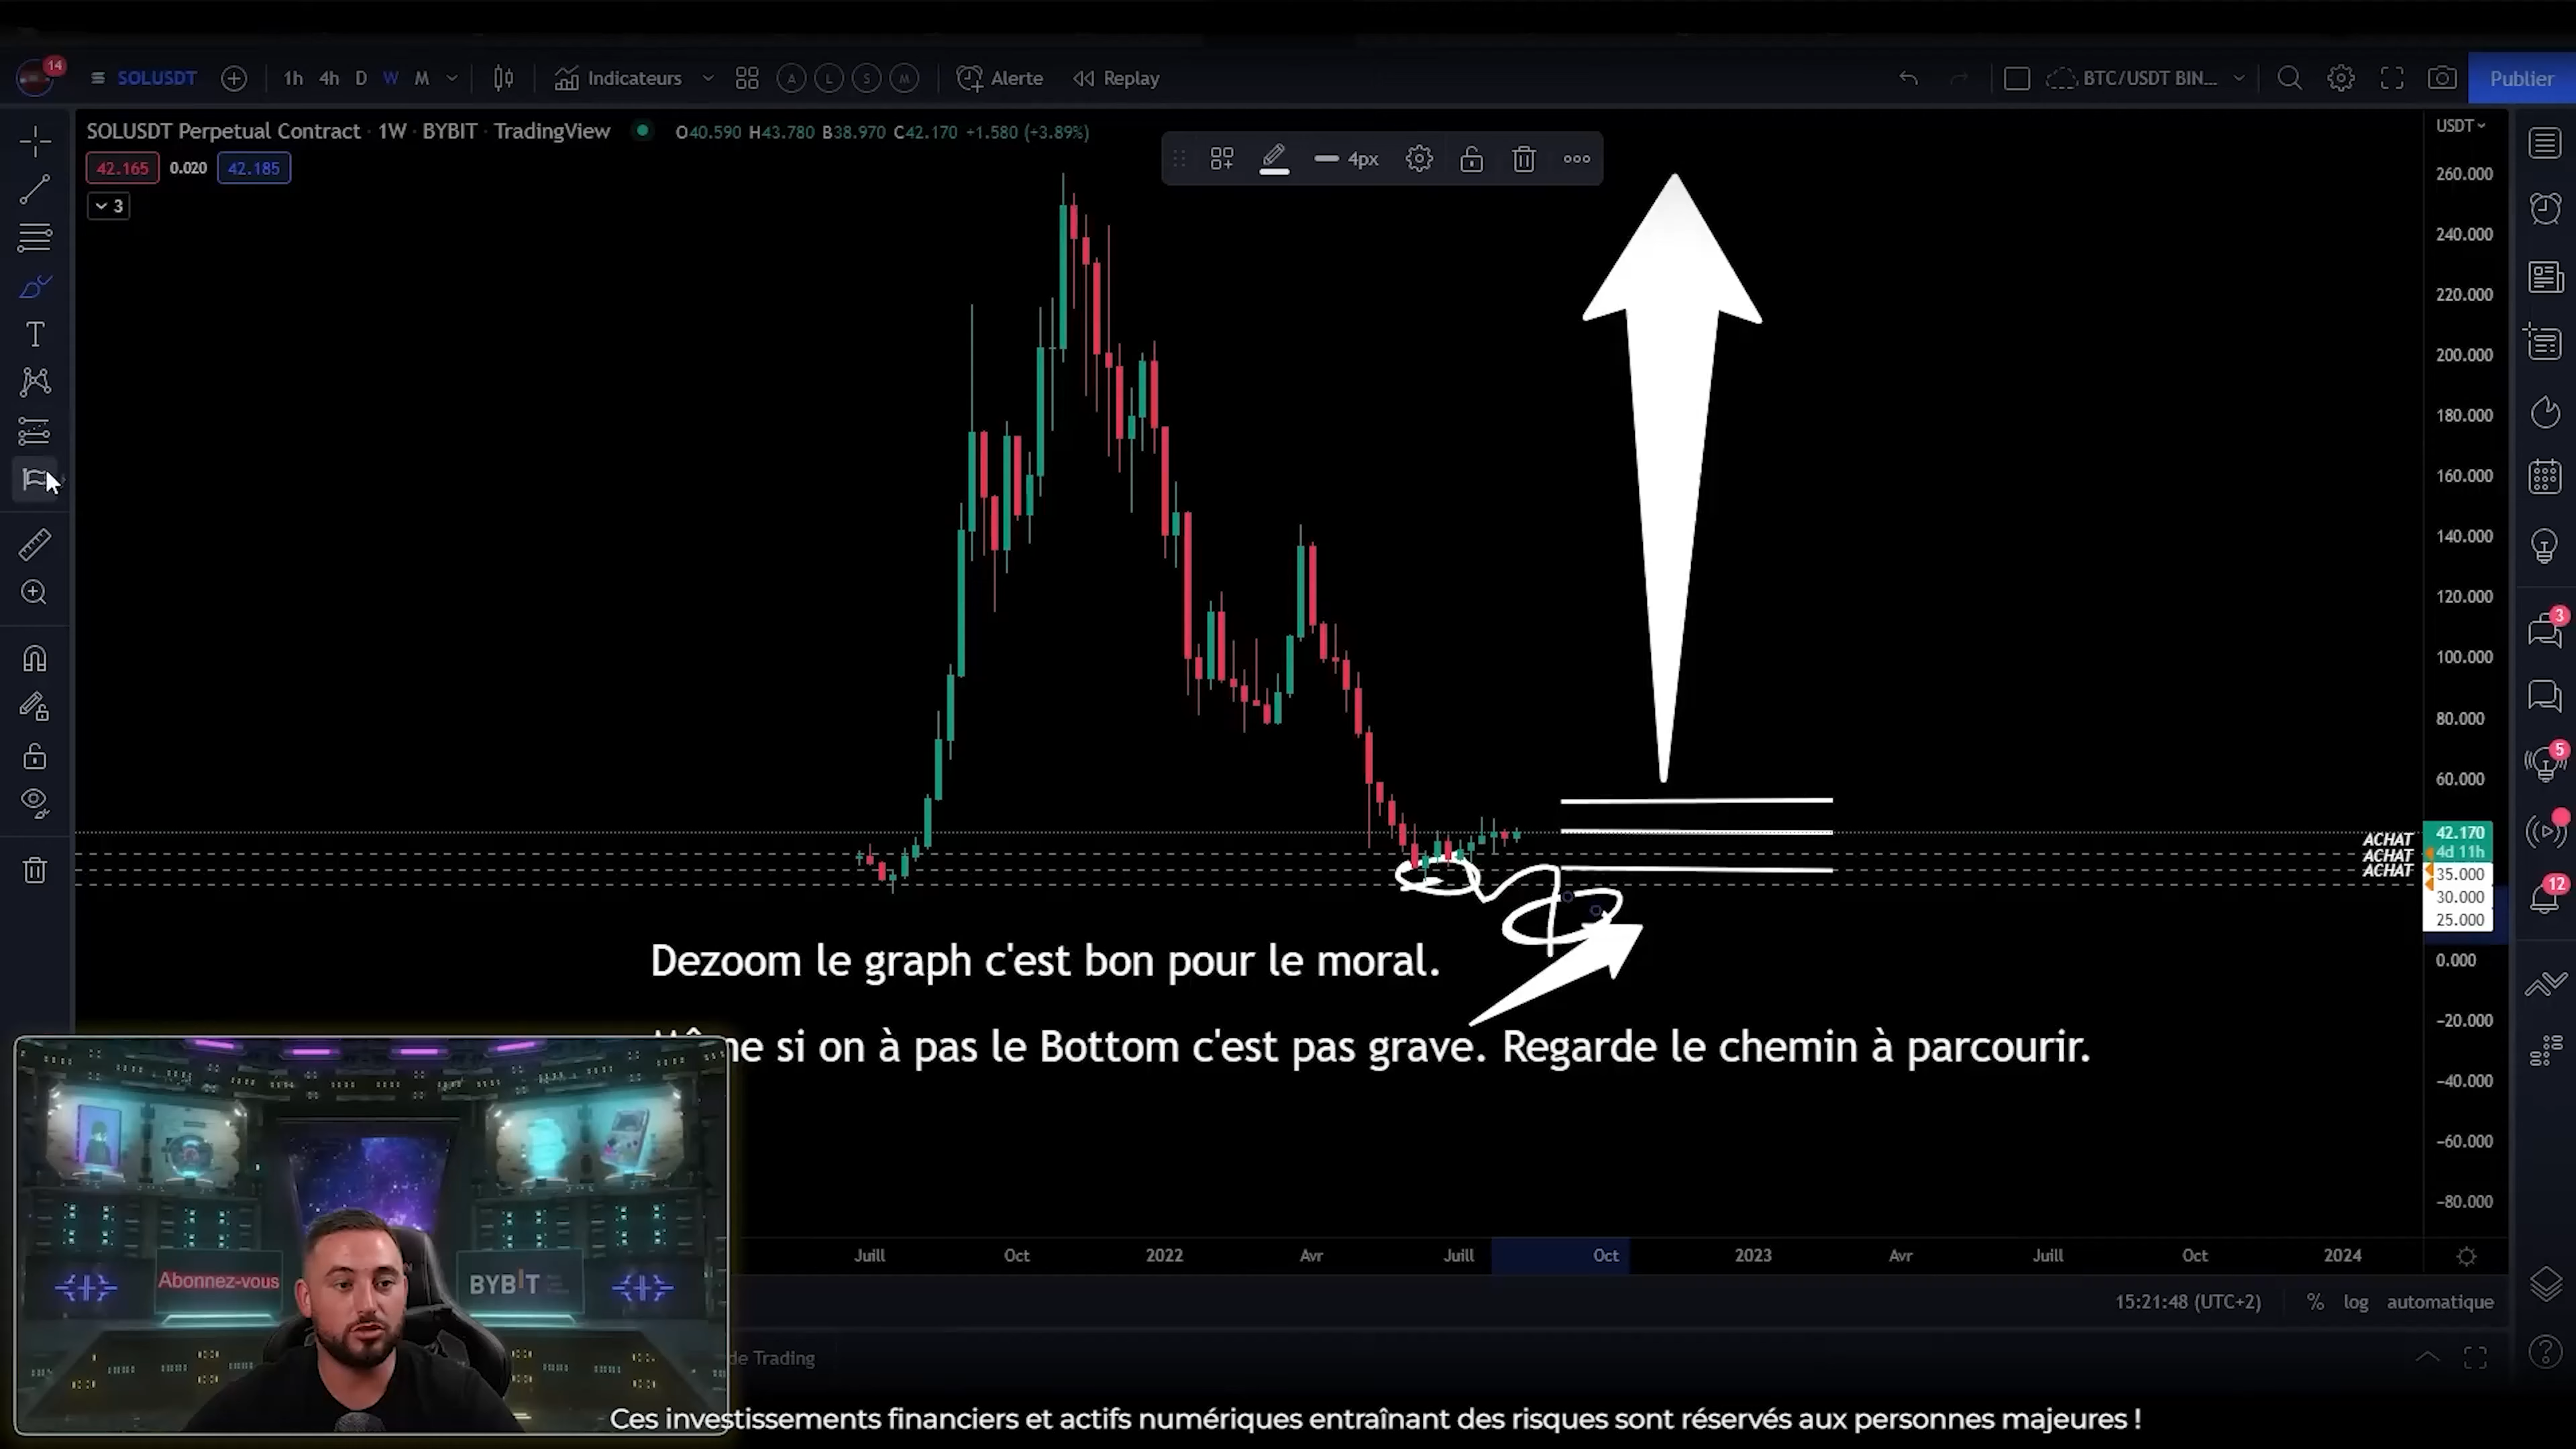 14
SOLUSDT
1h 4h D W M
Indicateurs
A L S M
Alerte
Replay
BTC/USDT BIN...
Publier
SOLUSDT Perpetual Contract · 1W · BYBIT · TradingView
O40.590 H43.780 B38.970 C42.170 +1.580 (+3.89%)
42.165 0.020 42.185
3
4px
USDT
260.000
240.000
220.000
200.000
180.000
160.000
140.000
120.000
100.000
80.000
60.000
ACHAT
ACHAT
ACHAT
42.170
4d 11h
35.000
30.000
25.000
0.000
-20.000
-40.000
-60.000
-80.000
3
5
12
Dezoom le graph c'est bon pour le moral.
si on à pas le Bottom c'est pas grave. Regarde le chemin à parcourir.
Abonnez-vous
BYBIT
Juill Oct 2022 Avr Juill Oct 2023 Avr Juill Oct 2024
15:21:48 (UTC+2) % log automatique
de Trading
Ces investissements financiers et actifs numériques entraînant des risques sont réservés aux personnes majeures !